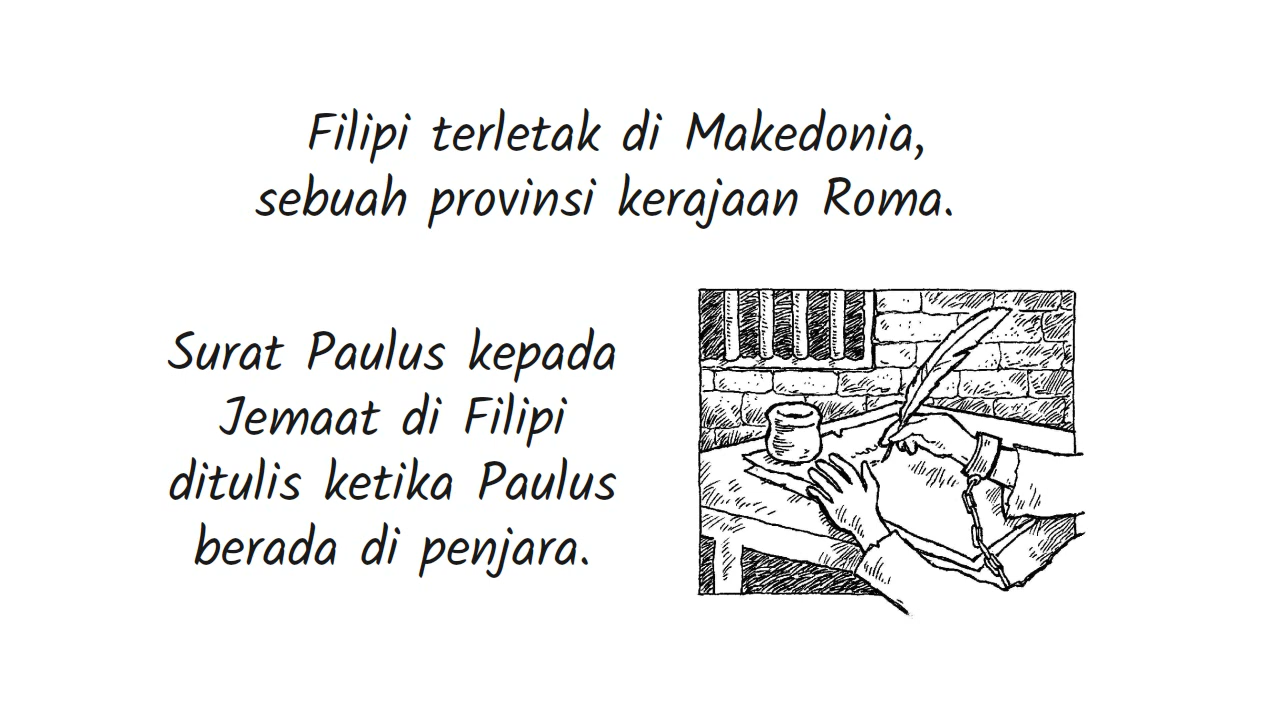 Filipi terletak di Makedonia,
sebuah provinsi kerajaan Roma.
Surat Paulus kepada
Jemaat di Filipi
ditulis ketika Paulus
berada di penjara.